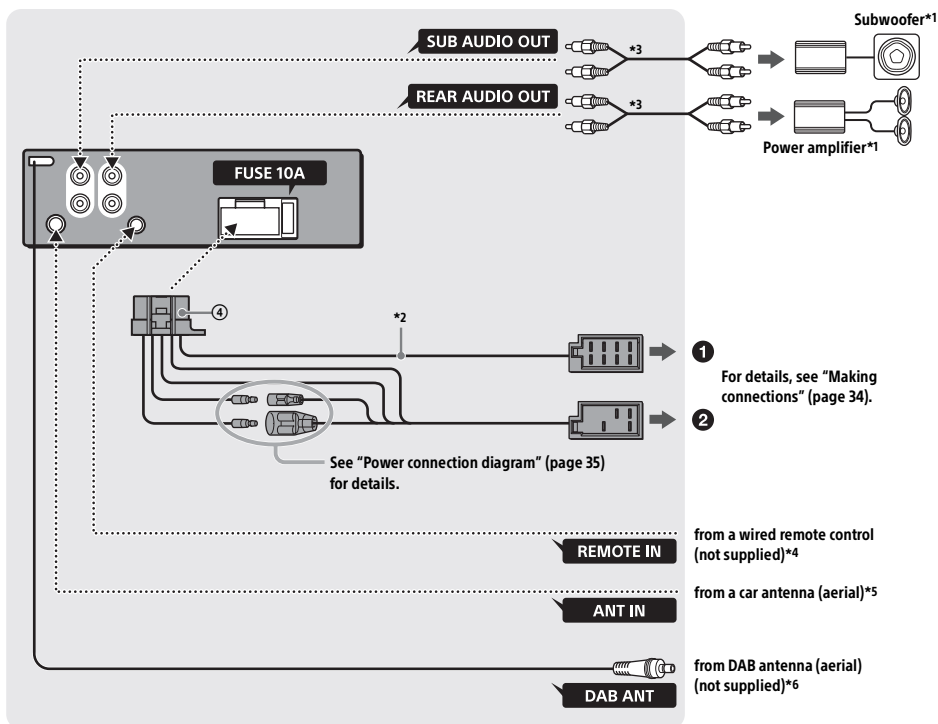 Subwoofer*1
SUB AUDIO OUT
*3
REAR AUDIO OUT
*3
Power amplifier*1
FUSE 10A
④
*2
❶
For details, see “Making
connections” (page 34).
❷
See “Power connection diagram” (page 35)
for details.
from a wired remote control
(not supplied)*4
REMOTE IN
from a car antenna (aerial)*5
ANT IN
from DAB antenna (aerial)
(not supplied)*6
DAB ANT